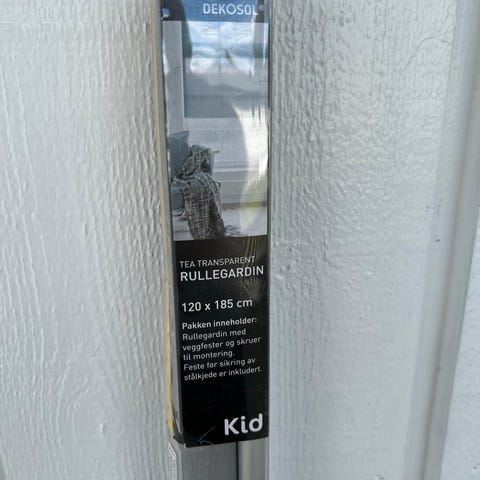 DEKOSOL®
TEA TRANSPARENT
RULLEGARDIN
120 x 185 cm
Pakken inneholder:
Rullegardin med
veggfester og skruer
til montering.
Feste for sikring av
stålkjede er inkludert.
Kid